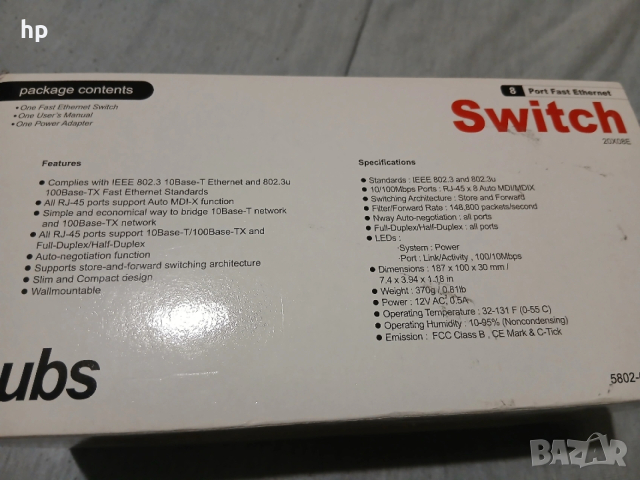 hp
package contents
• One Fast Ethernet Switch
• One User's Manual
• One Power Adapter
8 Port Fast Ethernet
Switch
20X08E
Features
• Complies with IEEE 802.3 10Base-T Ethernet and 802.3u
100Base-TX Fast Ethernet Standards
• All RJ-45 ports support Auto MDI-X function
• Simple and economical way to bridge 10Base-T network
and 100Base-TX network
• All RJ-45 ports support 10Base-T/100Base-TX and
Full-Duplex/Half-Duplex
• Auto-negotiation function
• Supports store-and-forward switching architecture
• Slim and Compact design
• Wallmountable
Specifications
• Standards : IEEE 802.3 and 802.3u
• 10/100Mbps Ports : RJ-45 x 8 Auto MDI/MDIX
• Switching Architecture : Store and Forward
• Filter/Forward Rate : 148,800 packets/second
• Nway Auto-negotiation : all ports
• Full-Duplex/Half-Duplex : all ports
• LEDs :
·System : Power
·Port : Link/Activity , 100/10Mbps
• Dimensions : 187 x 100 x 30 mm /
7.4 x 3.94 x 1.18 in
• Weight : 370g / 0.81lb
• Power : 12V AC, 0.5A
• Operating Temperature : 32-131 F (0-55 C)
• Operating Humidity : 10-95% (Noncondensing)
• Emission : FCC Class B , CE Mark & C-Tick
ubs
5802-
BAZAR